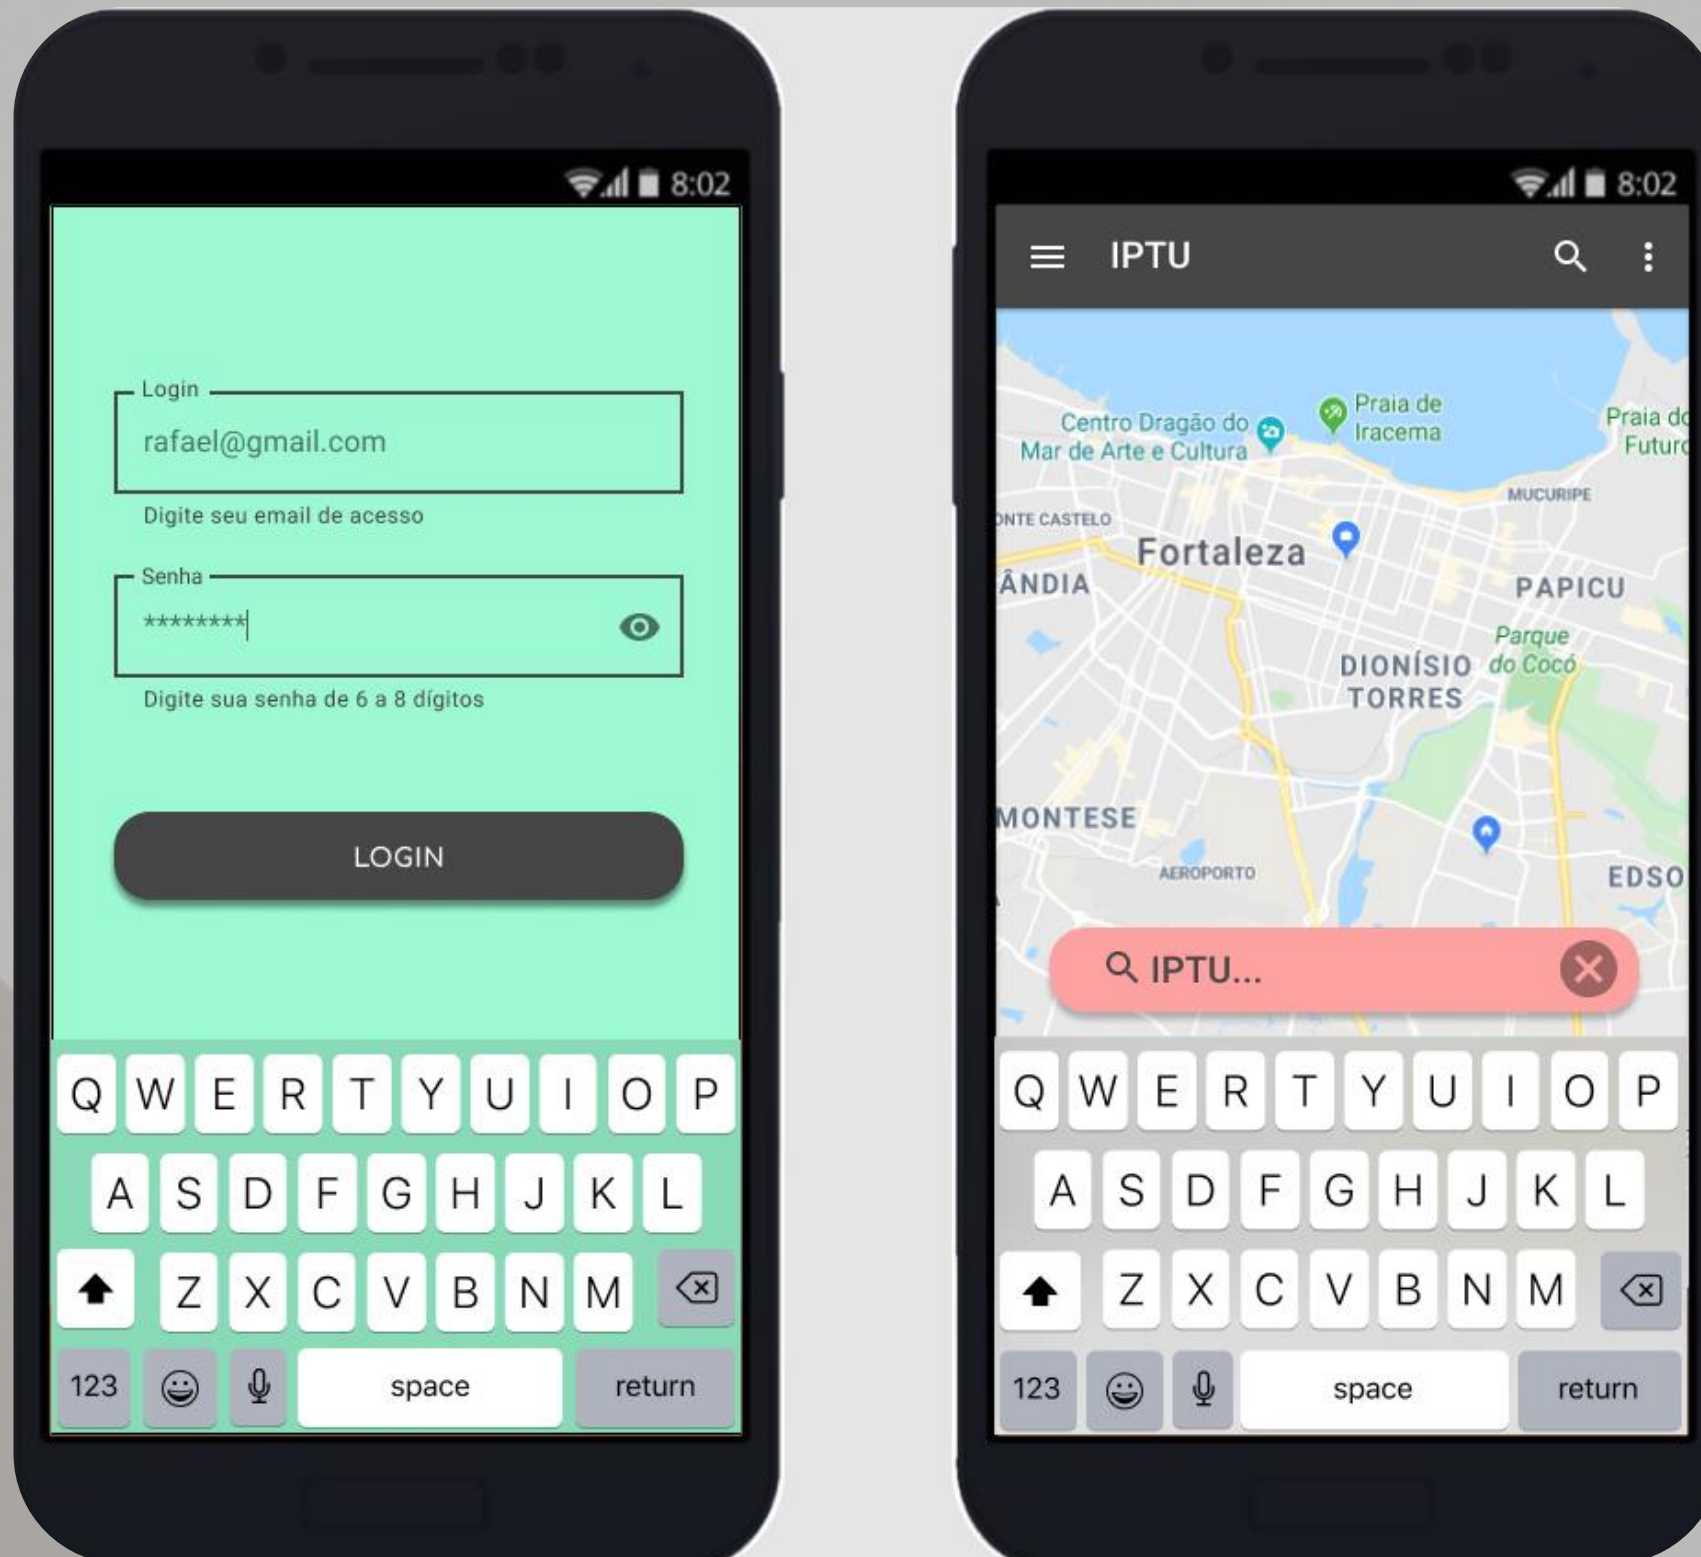 8:02
Login
rafael@gmail.com
Digite seu email de acesso
Senha
********
Digite sua senha de 6 a 8 dígitos
LOGIN
Q W E R T Y U I O P
A S D F G H J K L
Z X C V B N M
123 space return
8:02
IPTU
Praia de
Iracema
Centro Dragão do
Mar de Arte e Cultura
Praia do
Futuro
MUCURIPE
ONTE CASTELO
Fortaleza
ÂNDIA
PAPICU
Parque
do Cocó
DIONÍSIO
TORRES
MONTESE
AEROPORTO
EDSO
IPTU...
Q W E R T Y U I O P
A S D F G H J K L
Z X C V B N M
123 space return